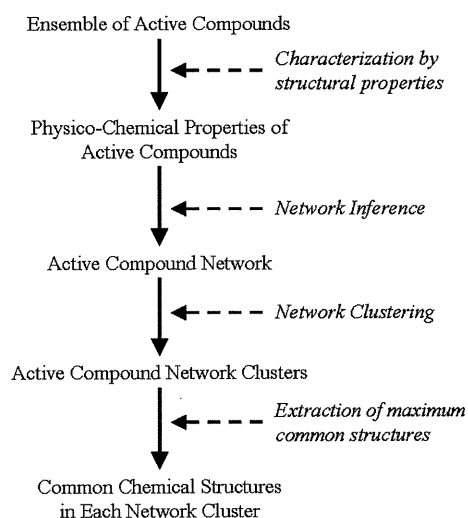 Ensemble of Active Compounds
Characterization by
structural properties
Physico-Chemical Properties of
Active Compounds
Network Inference
Active Compound Network
Network Clustering
Active Compound Network Clusters
Extraction of maximum
common structures
Common Chemical Structures
in Each Network Cluster